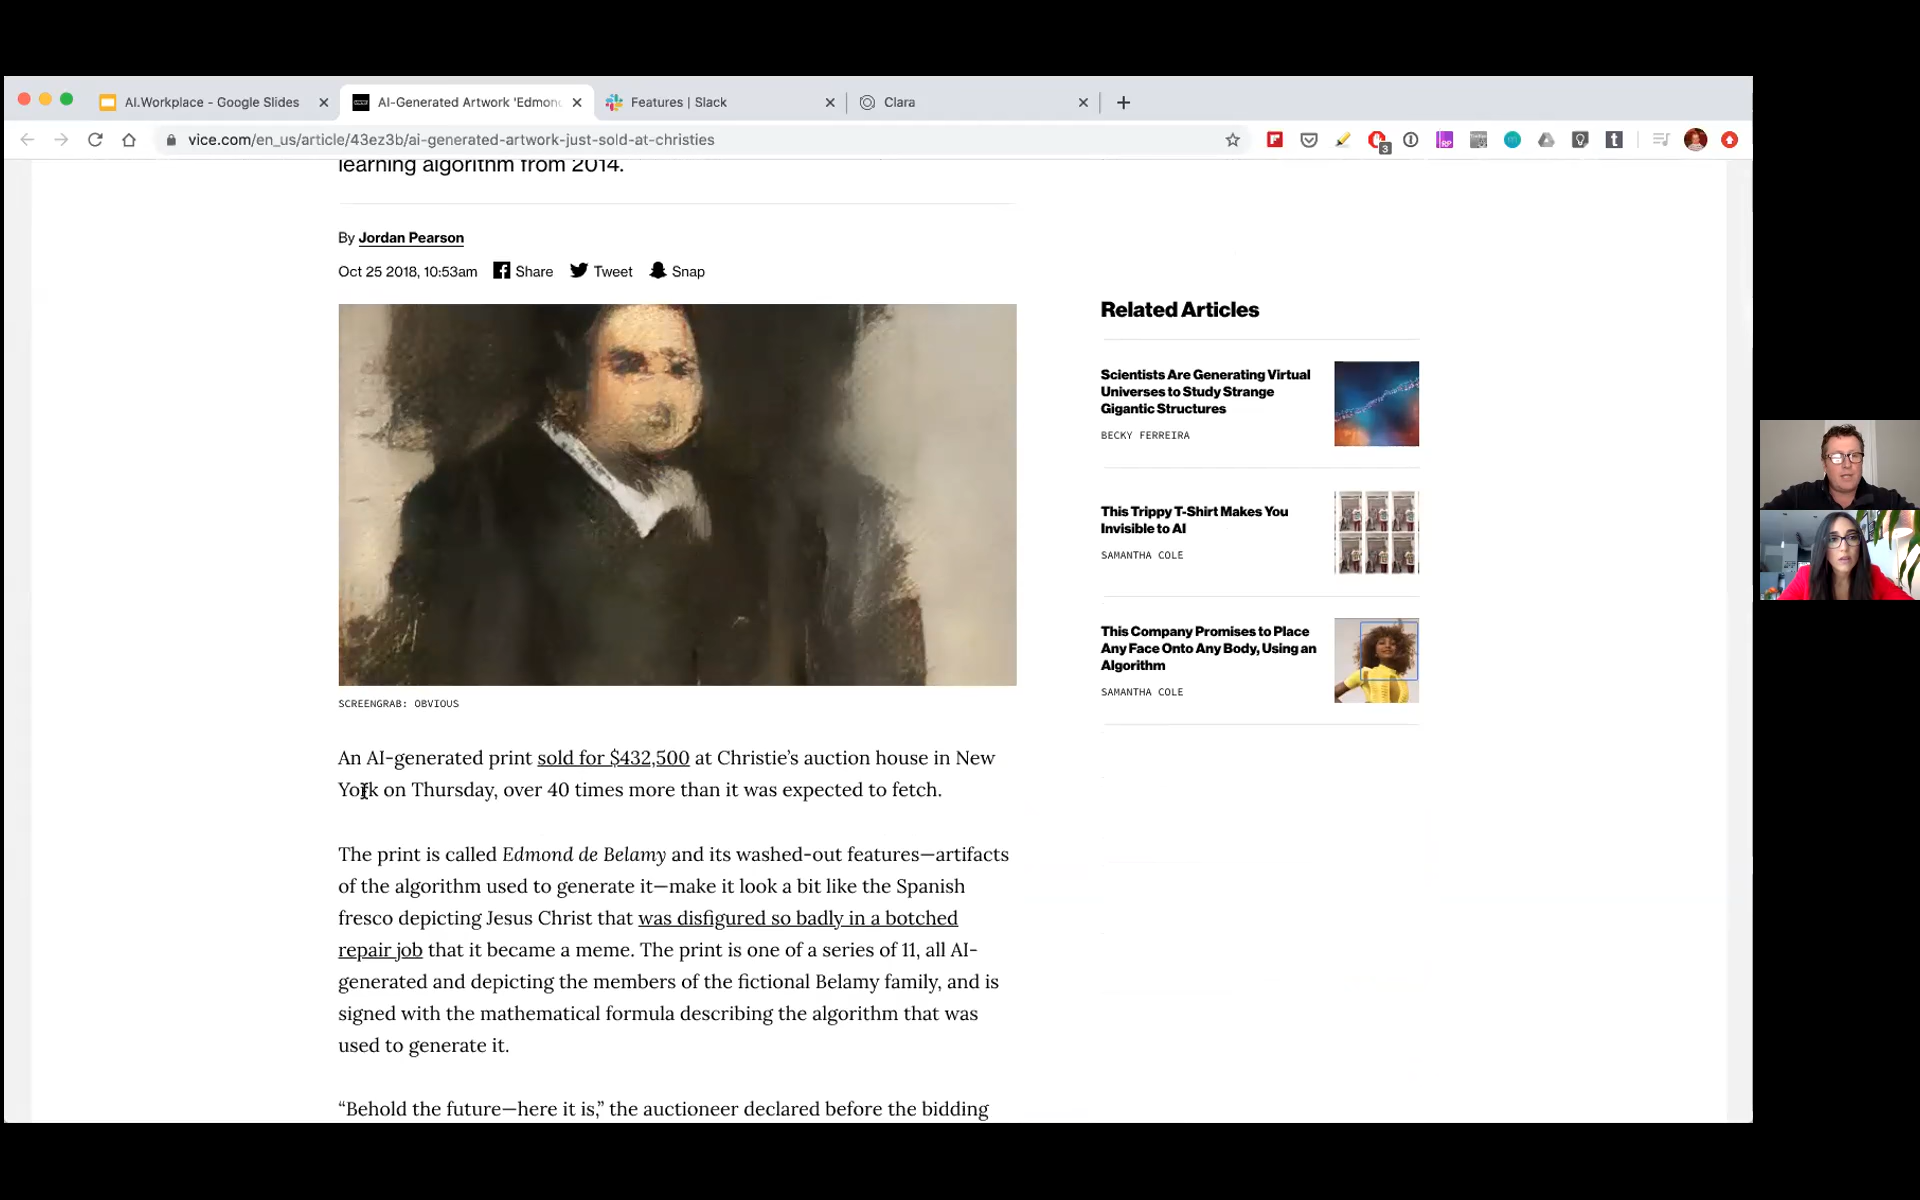 AI.Workplace - Google Slides
AI-Generated Artwork 'Edmond
Features | Slack
Clara
vice.com/en_us/article/43ez3b/ai-generated-artwork-just-sold-at-christies
3
RP
t
learning algorithm from 2014.
By Jordan Pearson
Oct 25 2018, 10:53am Share Tweet Snap
SCREENGRAB: OBVIOUS
An AI-generated print sold for $432,500 at Christie’s auction house in New
York on Thursday, over 40 times more than it was expected to fetch.
The print is called Edmond de Belamy and its washed-out features—artifacts
of the algorithm used to generate it—make it look a bit like the Spanish
fresco depicting Jesus Christ that was disfigured so badly in a botched
repair job that it became a meme. The print is one of a series of 11, all AI-
generated and depicting the members of the fictional Belamy family, and is
signed with the mathematical formula describing the algorithm that was
used to generate it.
“Behold the future—here it is,” the auctioneer declared before the bidding
Related Articles
Scientists Are Generating Virtual
Universes to Study Strange
Gigantic Structures
BECKY FERREIRA
This Trippy T-Shirt Makes You
Invisible to AI
SAMANTHA COLE
This Company Promises to Place
Any Face Onto Any Body, Using an
Algorithm
SAMANTHA COLE